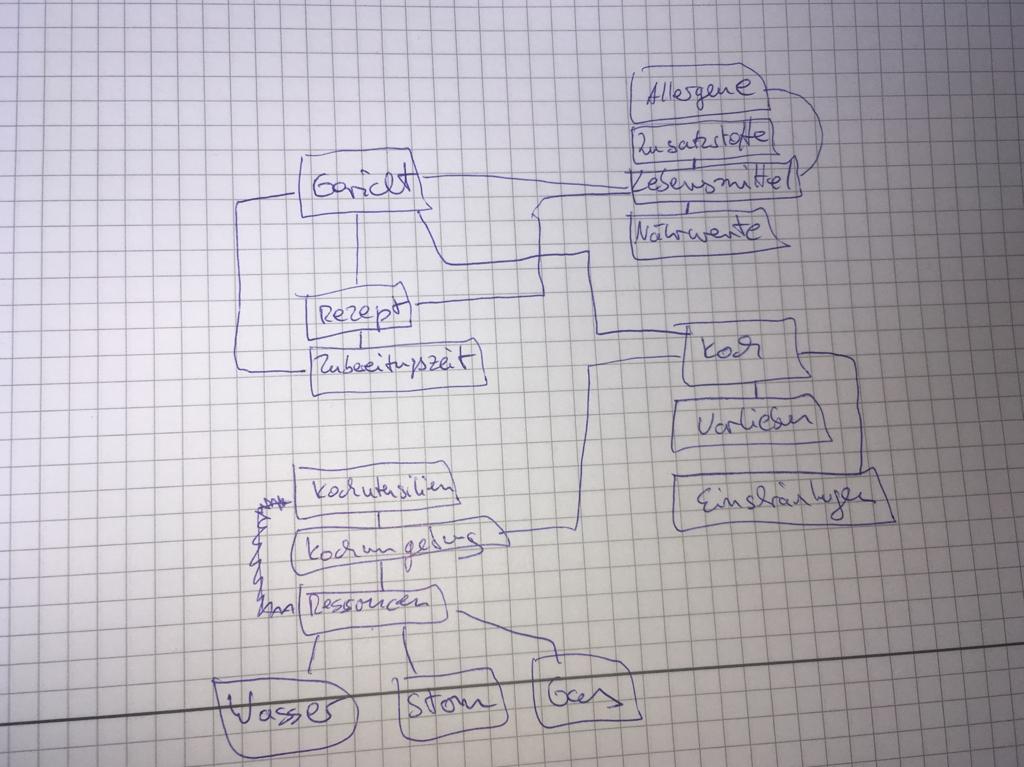 Allergene
Zusatzstoffe
Gericht
Lebensmittel
Nährwerte
Rezept
Zubereitungszeit
Koch
Vorlieben
Kochutensilien
Einschränkungen
Kochumgebung
Ressourcen
Wasser
Strom
Gas